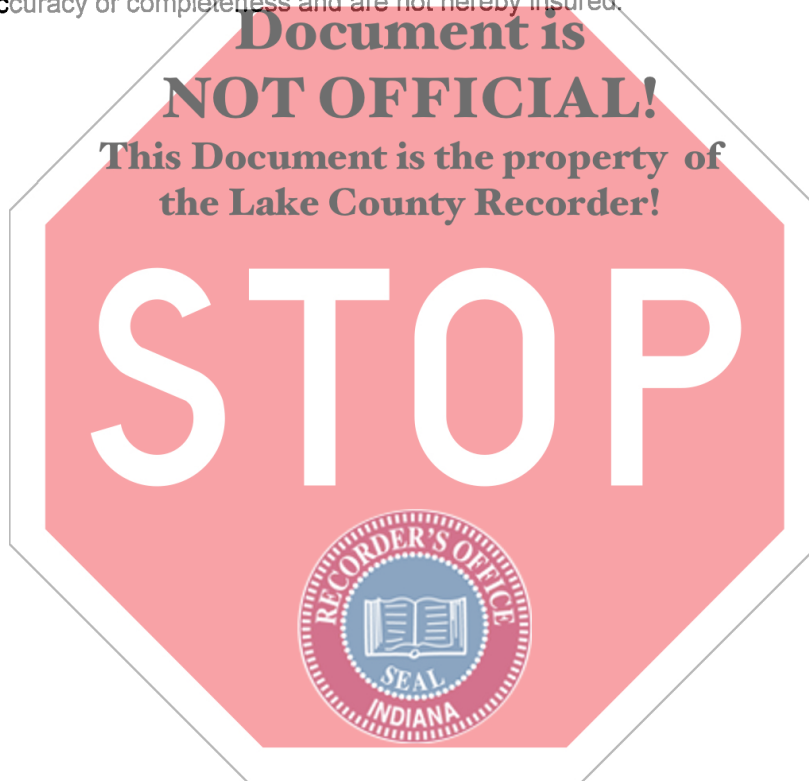 ccuracy or completeness and are not hereby insured.
Document is
NOT OFFICIAL!
This Document is the property of
the Lake County Recorder!
STOP
RECORDER'S OFFICE
SEAL
INDIANA